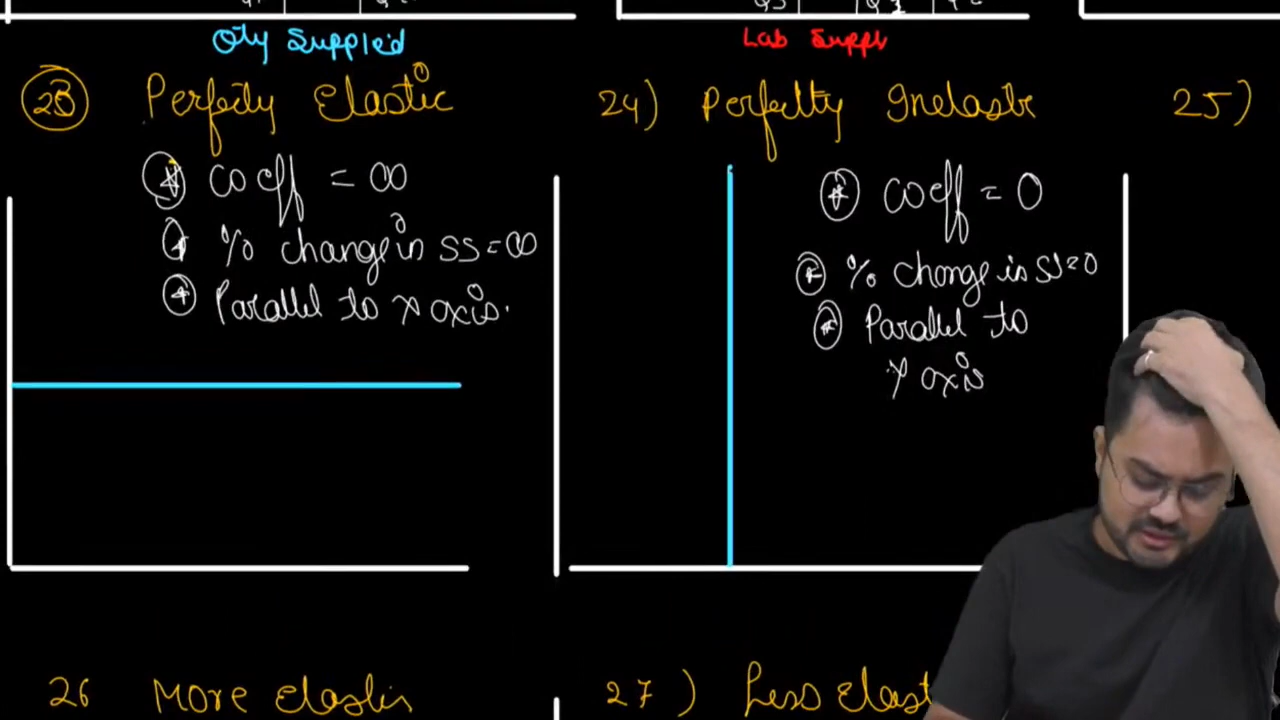 Qty Supplied
Lab Suppl
23 Perfectly Elastic
* coeff = ∞
* % change in SS = ∞
* Parallel to x axis.
24) Perfectly Inelastic
* coeff = 0
* % change in SS = 0
* Parallel to
Y axis
25)
26 More elastic
27) Less elast